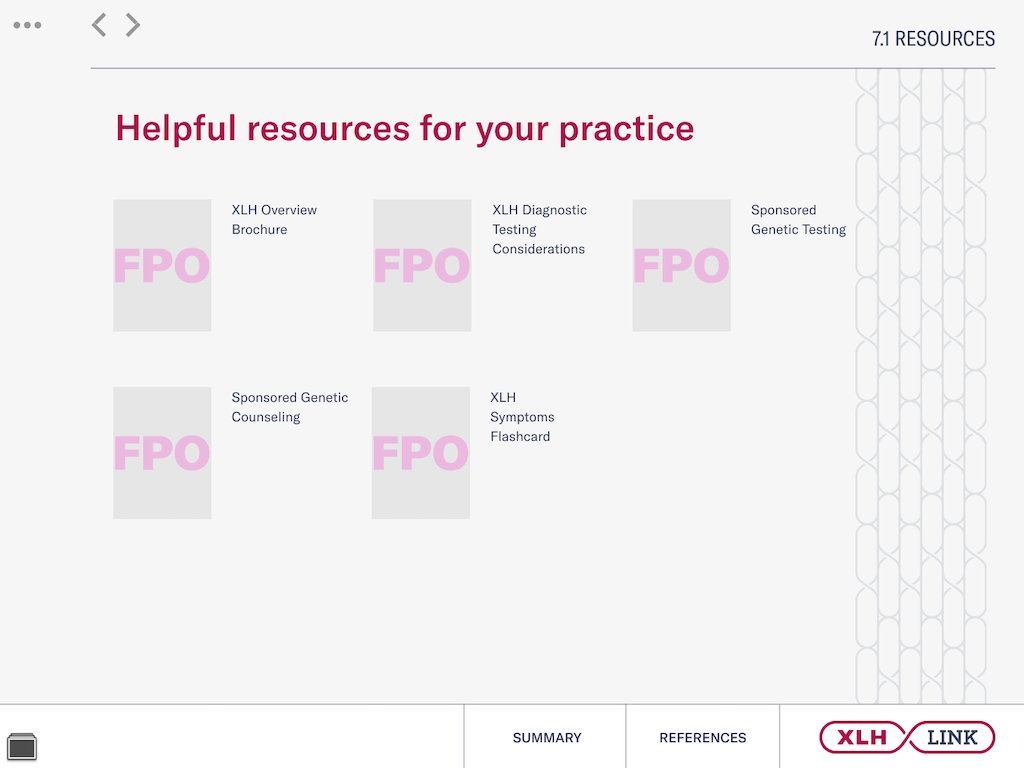 7.1 RESOURCES
Helpful resources for your practice
FPO
XLH Overview
Brochure
FPO
XLH Diagnostic
Testing
Considerations
FPO
Sponsored
Genetic Testing
FPO
Sponsored Genetic
Counseling
FPO
XLH
Symptoms
Flashcard
SUMMARY
REFERENCES
XLH LINK